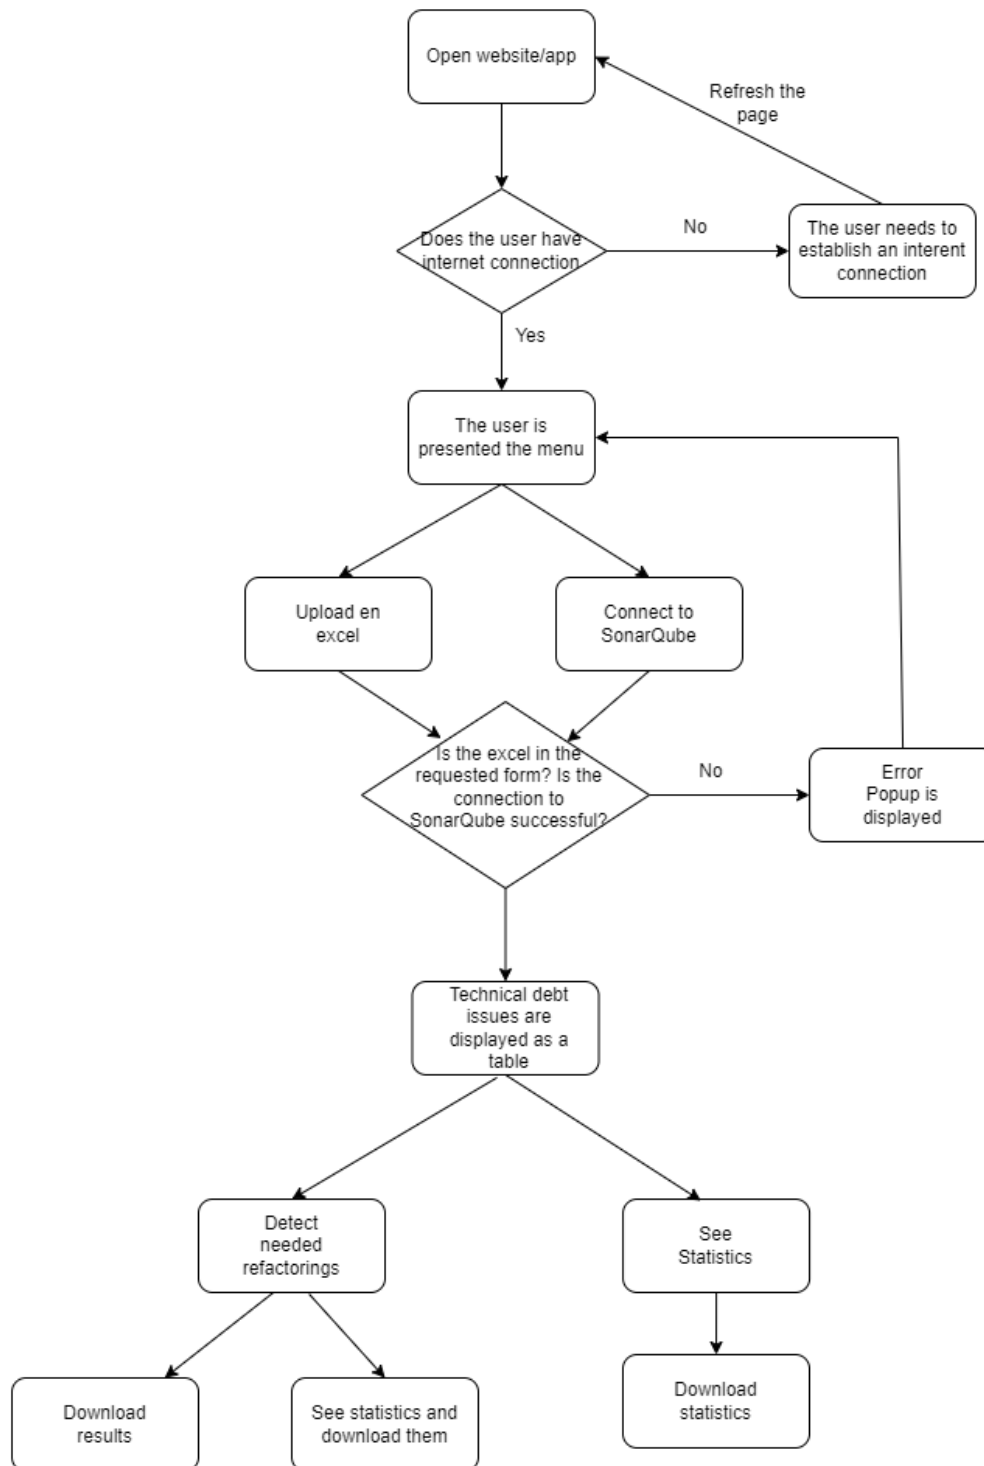 Open website/app
Refresh the
page
Does the user have
internet connection
No
The user needs to
establish an interent
connection
Yes
The user is
presented the menu
Upload en
excel
Connect to
SonarQube
Is the excel in the
requested form? Is the
connection to
SonarQube successful?
No
Error
Popup is
displayed
Technical debt
issues are
displayed as a
table
Detect
needed
refactorings
See
Statistics
Download
results
See statistics and
download them
Download
statistics